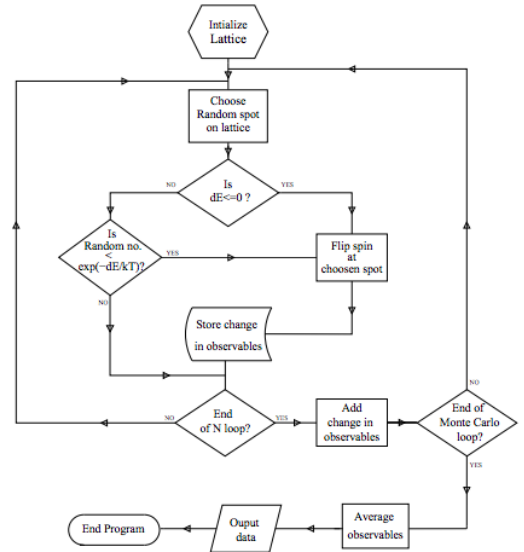 Intialize
Lattice
Choose
Random spot
on lattice
Is
dE<=0 ?
NO
YES
Is
Random no.
<
exp(−dE/kT)?
YES
NO
Flip spin
at
choosen spot
Store change
in observables
End
of N loop?
NO
YES
Add
change in
observables
End of
Monte Carlo
loop?
NO
YES
Average
observables
Ouput
data
End Program